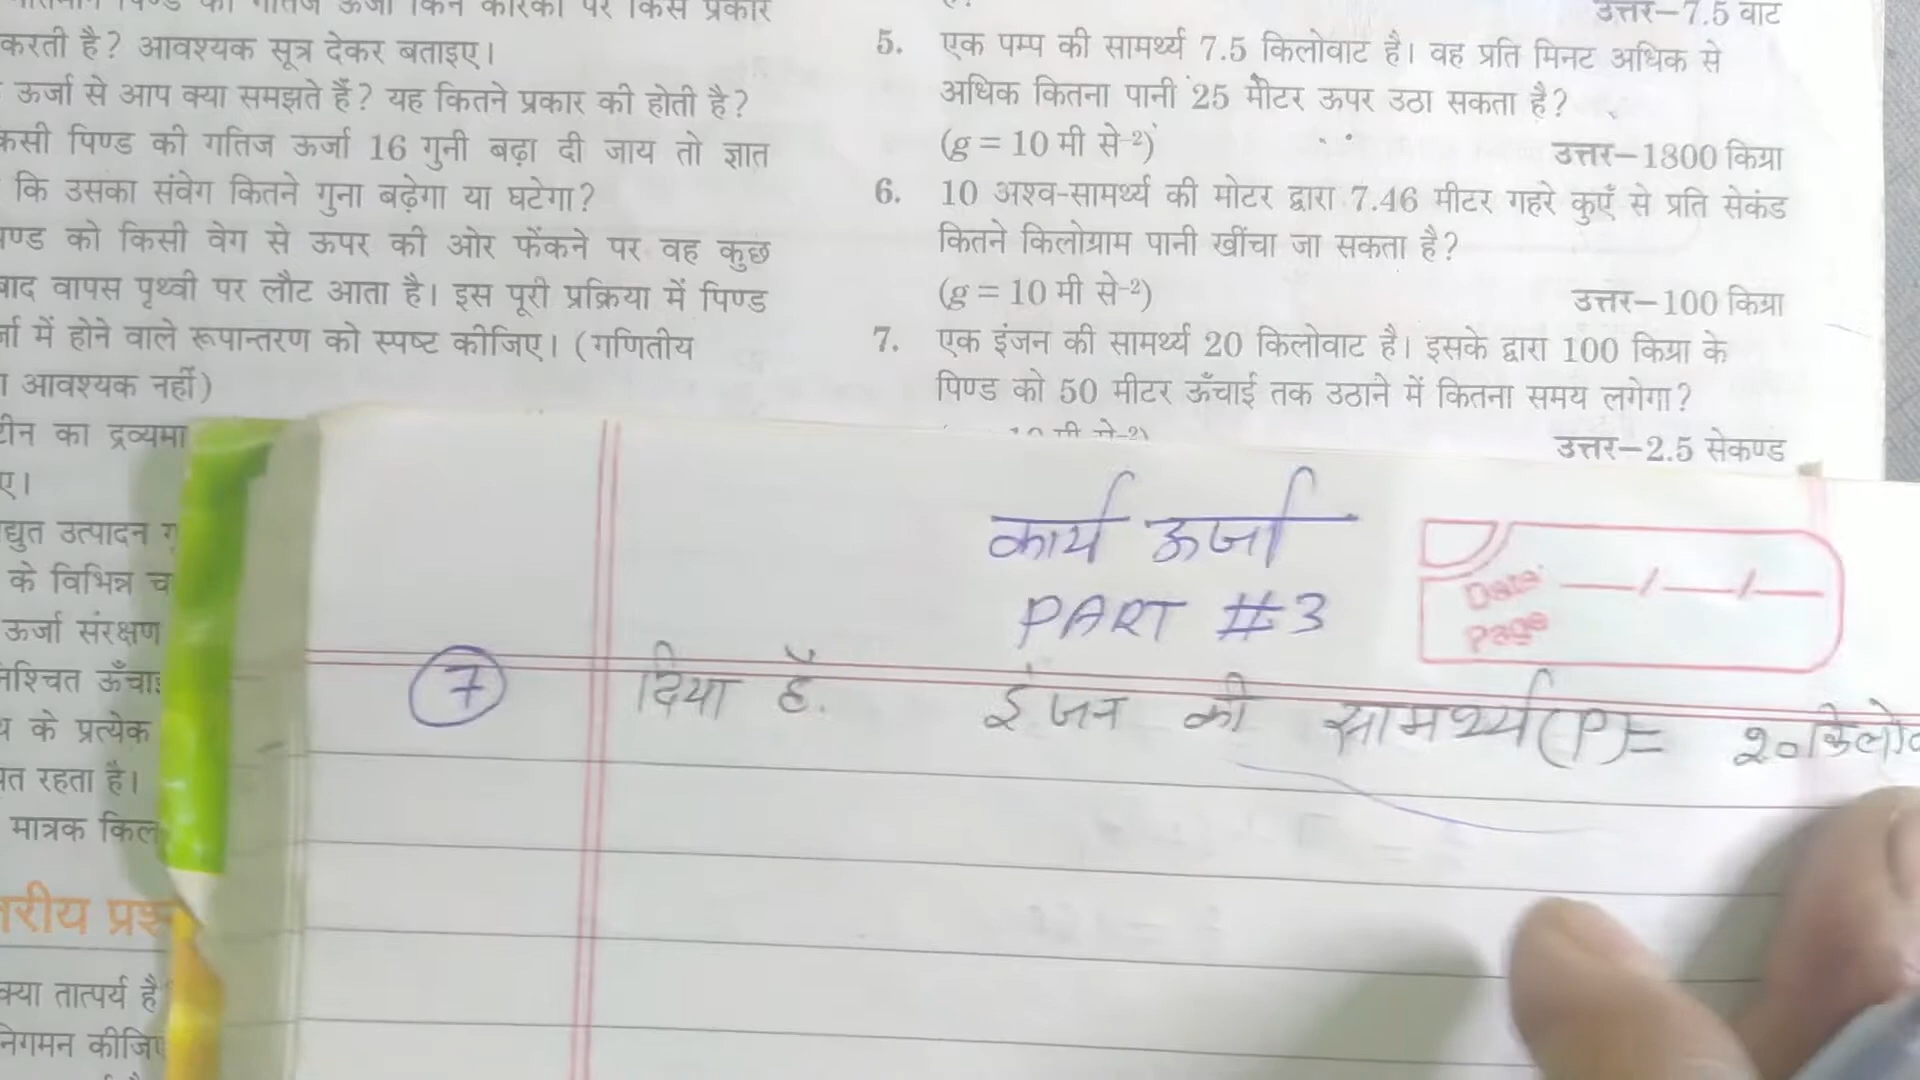 कारकों पर किस प्रकार
करती है? आवश्यक सूत्र देकर बताइए।
ऊर्जा से आप क्या समझते हैं? यह कितने प्रकार की होती है?
पिण्ड की गतिज ऊर्जा 16 गुनी बढ़ा दी जाय तो ज्ञात
कि उसका संवेग कितने गुना बढ़ेगा या घटेगा?
को किसी वेग से ऊपर की ओर फेंकने पर वह कुछ
बाद वापस पृथ्वी पर लौट आता है। इस पूरी प्रक्रिया में पिण्ड
में होने वाले रूपान्तरण को स्पष्ट कीजिए। (गणितीय
आवश्यक नहीं)
का
ए।
उत्पादन
के विभिन्न
ऊर्जा संरक्षण
के प्रत्येक
रहता है।
मात्रक
क्या तात्पर्य है
उत्तर–7.5 वाट
5. एक पम्प की सामर्थ्य 7.5 किलोवाट है। वह प्रति मिनट अधिक से
अधिक कितना पानी 25 मीटर ऊपर उठा सकता है?
(g = 10 मी से⁻²) उत्तर–1800 किग्रा
6. 10 अश्व-सामर्थ्य की मोटर द्वारा 7.46 मीटर गहरे कुएँ से प्रति सेकंड
कितने किलोग्राम पानी खींचा जा सकता है?
(g = 10 मी से⁻²) उत्तर–100 किग्रा
7. एक इंजन की सामर्थ्य 20 किलोवाट है। इसके द्वारा 100 किग्रा के
पिण्ड को 50 मीटर ऊँचाई तक उठाने में कितना समय लगेगा?
उत्तर–2.5 सेकण्ड
कार्य ऊर्जा
PART #3
Date: __/__/__
Page
7 दिया है. इंजन की सामर्थ्य(P)= 20